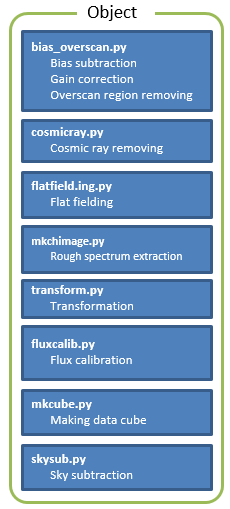 Object
bias_overscan.py
Bias subtraction
Gain correction
Overscan region removing
cosmicray.py
Cosmic ray removing
flatfield.ing.py
Flat fielding
mkchimage.py
Rough spectrum extraction
transform.py
Transformation
fluxcalib.py
Flux calibration
mkcube.py
Making data cube
skysub.py
Sky subtraction